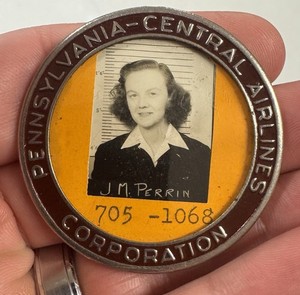 PENNSYLVANIA-CENTRAL AIRLINES
J M. PERRIN
705 -1068
CORPORATION